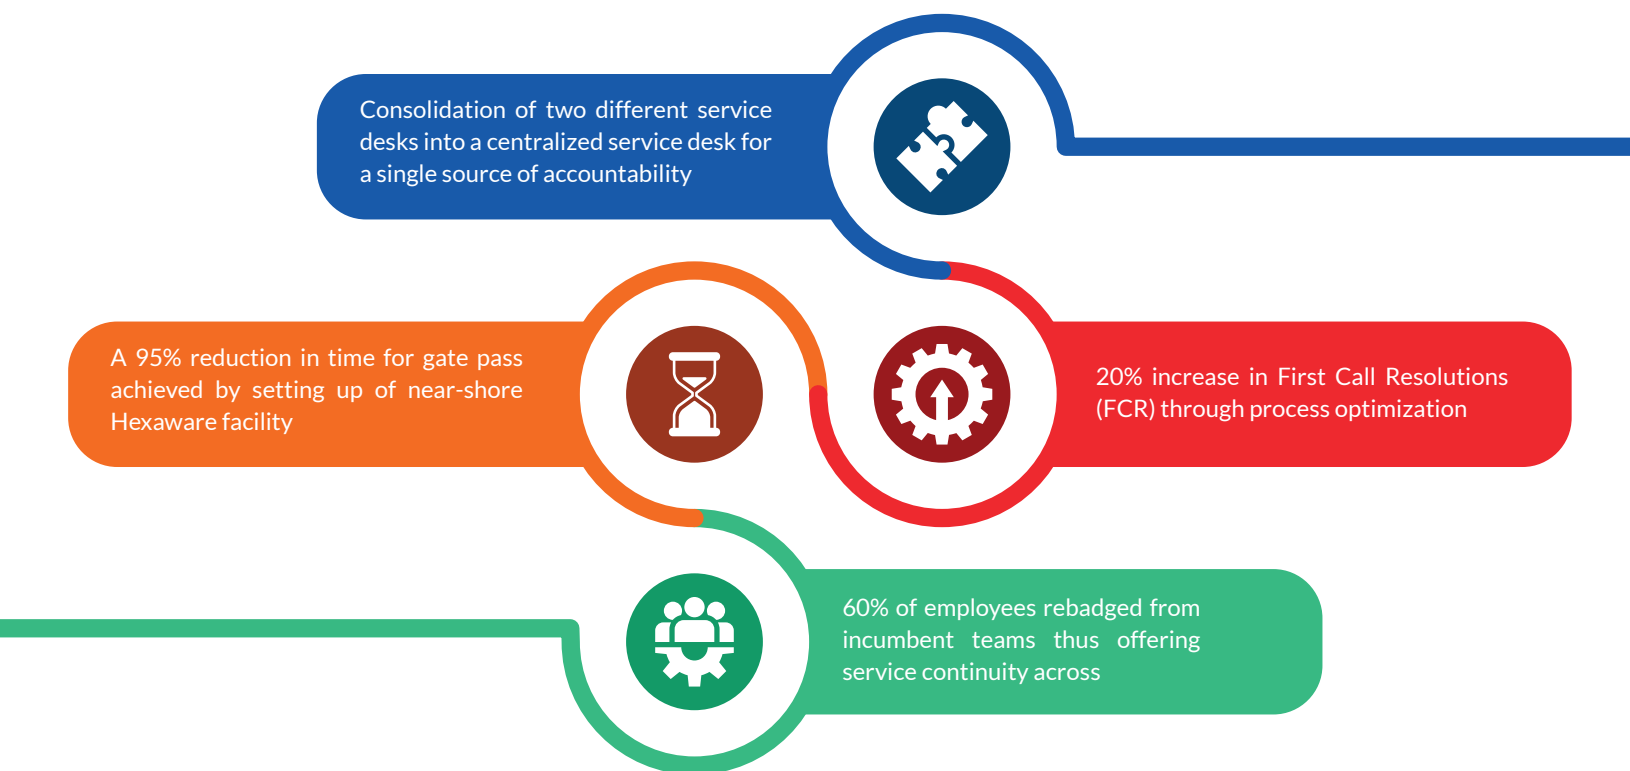 Consolidation of two different service
desks into a centralized service desk for
a single source of accountability
A 95% reduction in time for gate pass
achieved by setting up of near-shore
Hexaware facility
20% increase in First Call Resolutions
(FCR) through process optimization
60% of employees rebadged from
incumbent teams thus offering
service continuity across